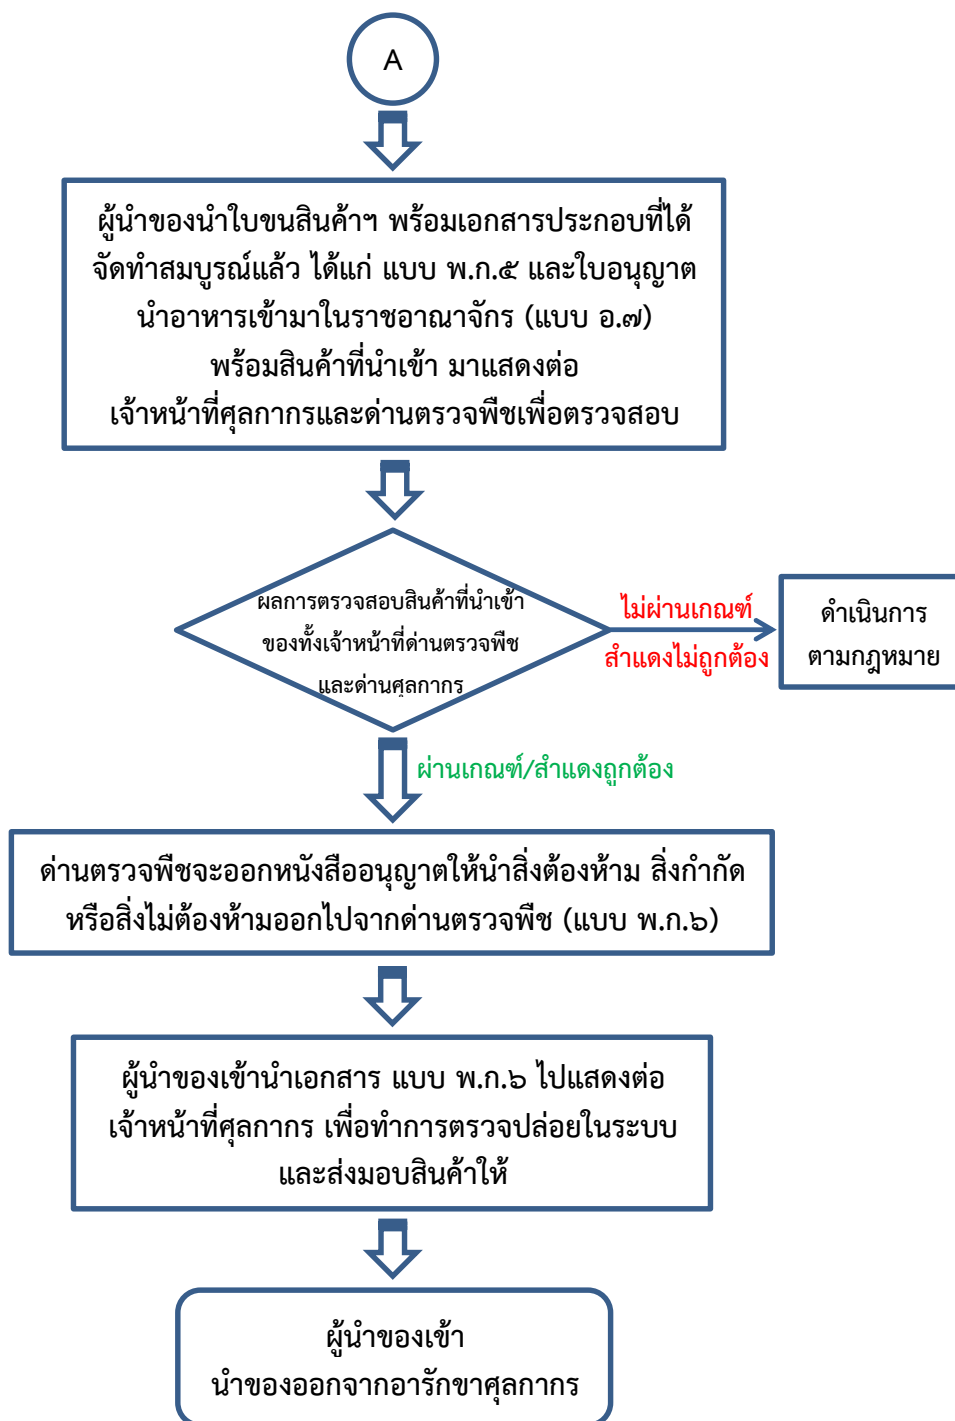 A
ผู้นำของนำใบขนสินค้าฯ พร้อมเอกสารประกอบที่ได้
จัดทำสมบูรณ์แล้ว ได้แก่ แบบ พ.ก.๕ และใบอนุญาต
นำอาหารเข้ามาในราชอาณาจักร (แบบ อ.๗)
พร้อมสินค้าที่นำเข้า มาแสดงต่อ
เจ้าหน้าที่ศุลกากรและด่านตรวจพืชเพื่อตรวจสอบ
ผลการตรวจสอบสินค้าที่นำเข้า
ของทั้งเจ้าหน้าที่ด่านตรวจพืช
และด่านศุลกากร
ไม่ผ่านเกณฑ์
สำแดงไม่ถูกต้อง
ดำเนินการ
ตามกฎหมาย
ผ่านเกณฑ์/สำแดงถูกต้อง
ด่านตรวจพืชจะออกหนังสืออนุญาตให้นำสิ่งต้องห้าม สิ่งกำกัด
หรือสิ่งไม่ต้องห้ามออกไปจากด่านตรวจพืช (แบบ พ.ก.๖)
ผู้นำของเข้านำเอกสาร แบบ พ.ก.๖ ไปแสดงต่อ
เจ้าหน้าที่ศุลกากร เพื่อทำการตรวจปล่อยในระบบ
และส่งมอบสินค้าให้
ผู้นำของเข้า
นำของออกจากอารักขาศุลกากร